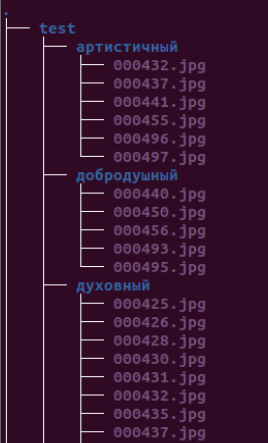 .
test
артистичный
000432.jpg
000437.jpg
000441.jpg
000455.jpg
000496.jpg
000497.jpg
добродушный
000440.jpg
000450.jpg
000456.jpg
000493.jpg
000495.jpg
духовный
000425.jpg
000426.jpg
000428.jpg
000430.jpg
000431.jpg
000432.jpg
000435.jpg
000437.jpg